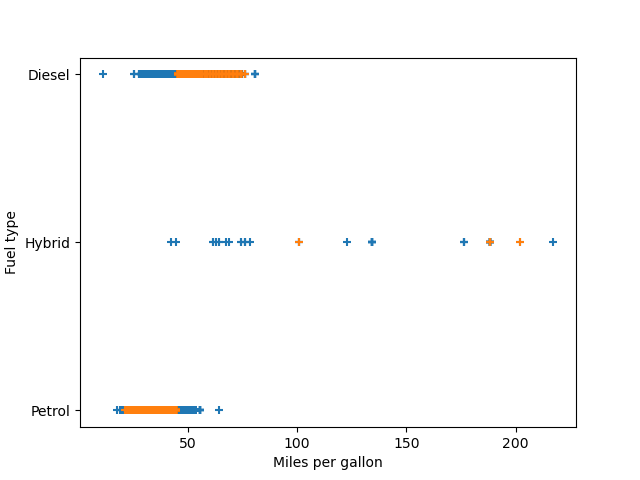 Diesel
Hybrid
Petrol
Fuel type
50
100
150
200
Miles per gallon